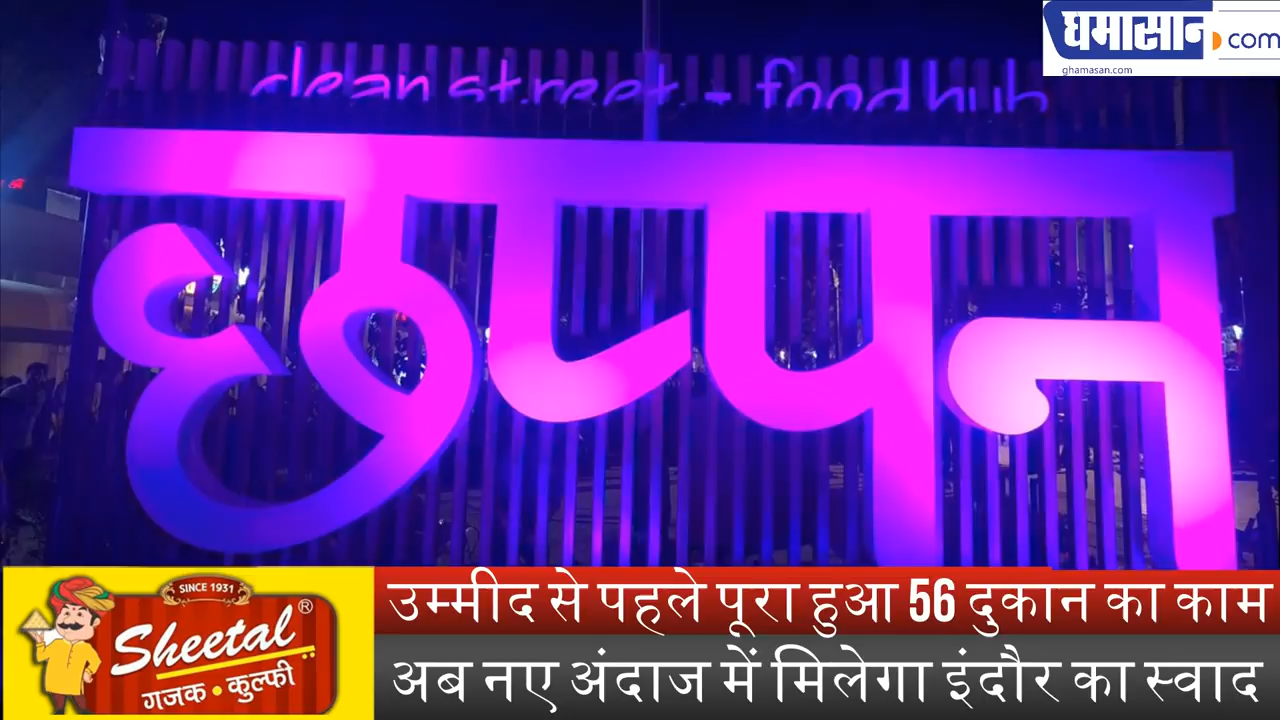 घमासान.com
ghamasan.com
clean street - food hub
छप्पन
SINCE 1931
Sheetal®
गजक • कुल्फी
उम्मीद से पहले पूरा हुआ 56 दुकान का काम
अब नए अंदाज में मिलेगा इंदौर का स्वाद